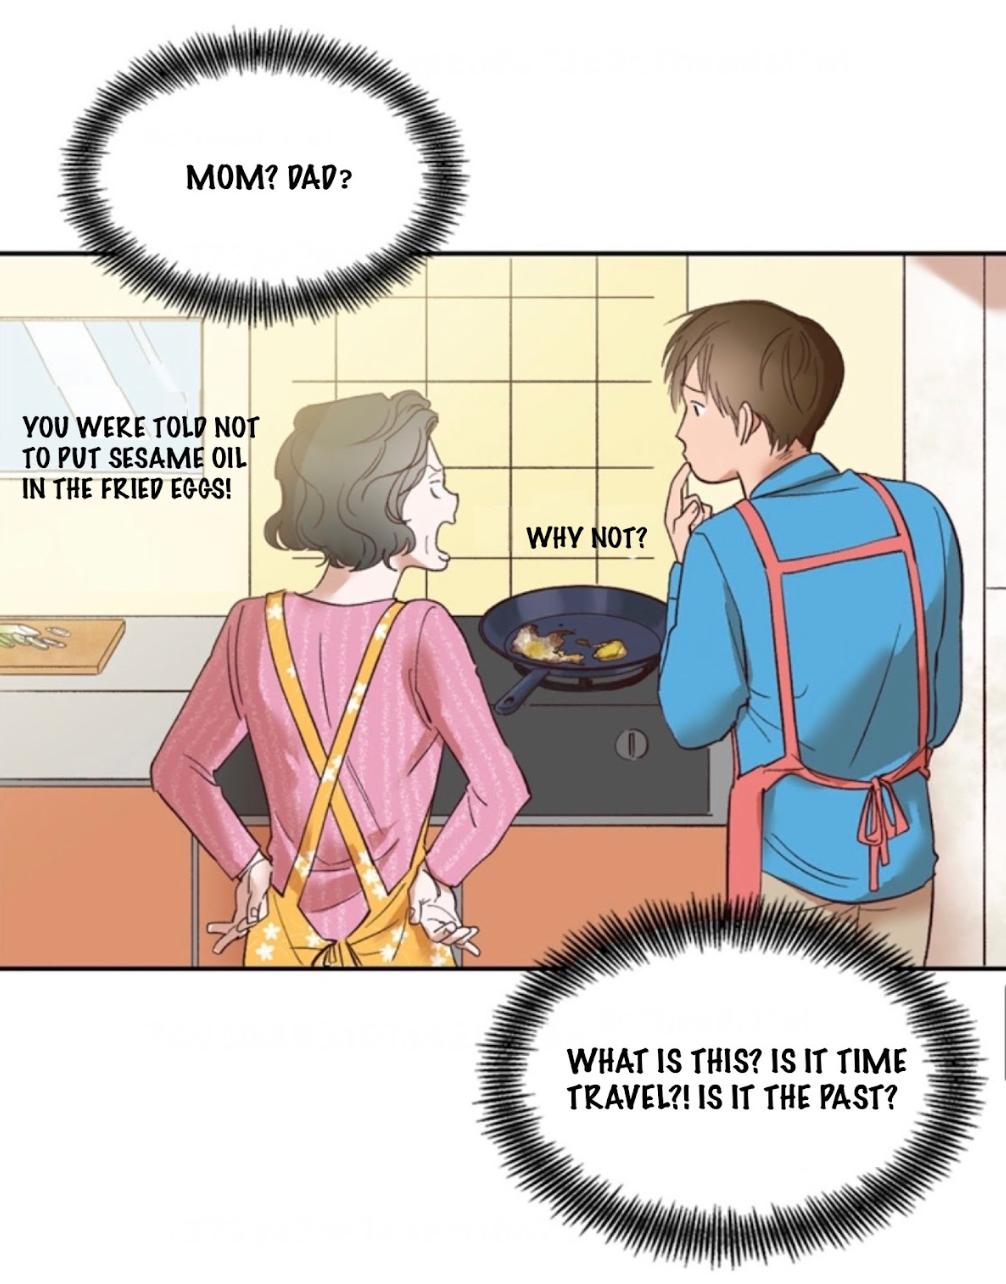 MOM? DAD?
YOU WERE TOLD NOT
TO PUT SESAME OIL
IN THE FRIED EGGS!
WHY NOT?
WHAT IS THIS? IS IT TIME
TRAVEL?! IS IT THE PAST?